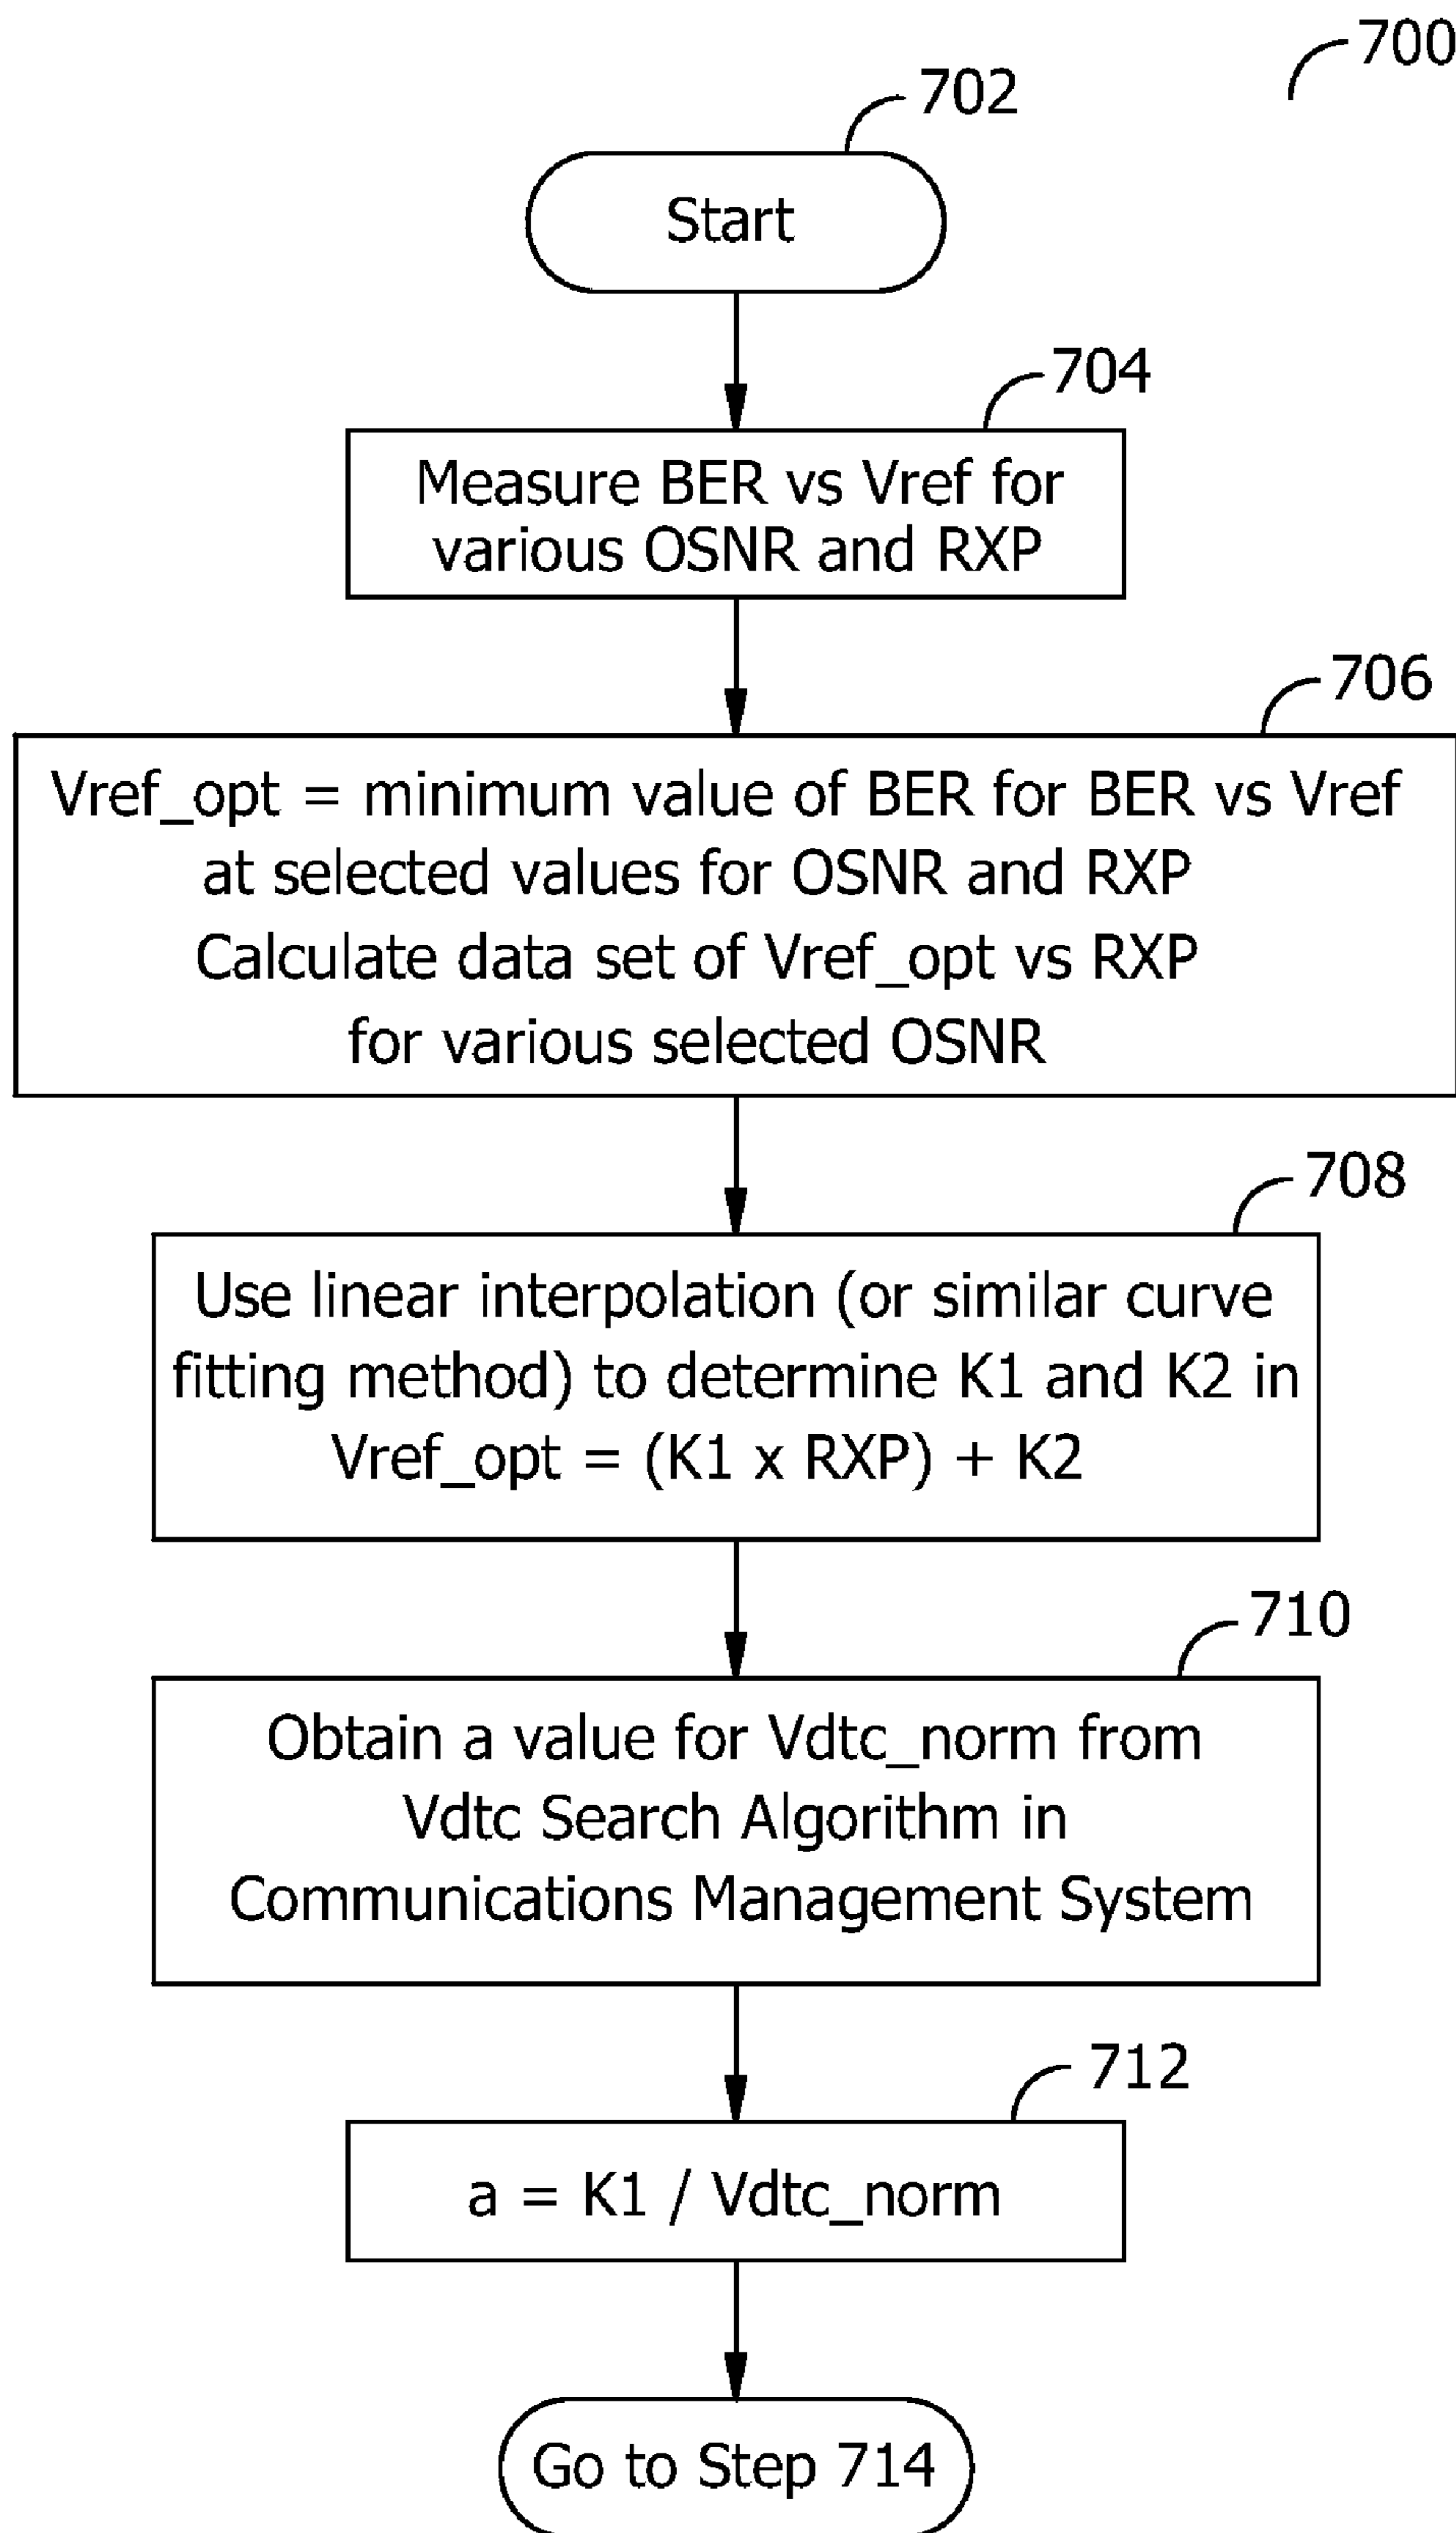 700
702
Start
704
Measure BER vs Vref for
various OSNR and RXP
706
Vref_opt = minimum value of BER for BER vs Vref
at selected values for OSNR and RXP
Calculate data set of Vref_opt vs RXP
for various selected OSNR
708
Use linear interpolation (or similar curve
fitting method) to determine K1 and K2 in
Vref_opt = (K1 x RXP) + K2
710
Obtain a value for Vdtc_norm from
Vdtc Search Algorithm in
Communications Management System
712
a = K1 / Vdtc_norm
Go to Step 714